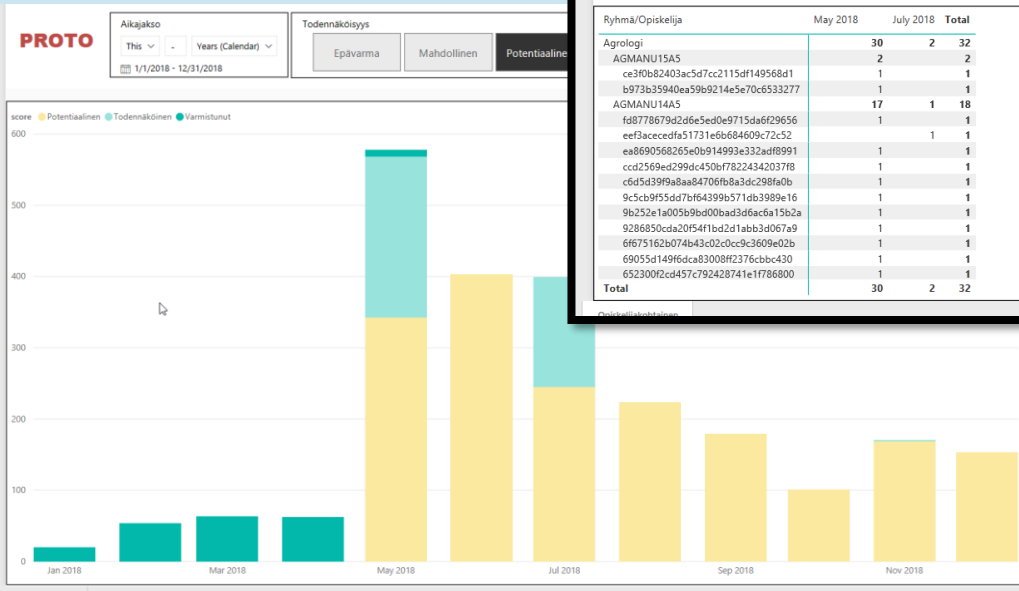 PROTO
Aikajakso
This
-
Years (Calendar)
1/1/2018 - 12/31/2018
Todennäköisyys
Epävarma
Mahdollinen
Potentiaaline
score Potentiaalinen Todennäköinen Varmistunut
600
500
400
300
200
100
0
Jan 2018 Mar 2018 May 2018 Jul 2018 Sep 2018 Nov 2018
Ryhmä/Opiskelija May 2018 July 2018 Total
Agrologi 30 2 32
AGMANU15A5 2 2
ce3f0b82403ac5d7cc2115df149568d1 1 1
b973b35940ea59b9214e5e70c6533277 1 1
AGMANU14A5 17 1 18
fd8778679d2d6e5ed0e9715da6f29656 1 1
eef3acecedfa51731e6b684609c72c52 1 1
ea8690568265e0b914993e332adf8991 1 1
ccd2569ed299dc450bf78224342037f8 1 1
c6d5d39f9a8aa84706fb8a3dc298fa0b 1 1
9c5cb9f55dd7bf64399b571db3989e16 1 1
9b252e1a005b9bd00bad3d6ac6a15b2a 1 1
9286850cda20f54f1bd2d1abb3d067a9 1 1
6f675162b074b43c02c0cc9c3609e02b 1 1
69055d149f6dca83008ff2376cbbc430 1 1
652300f2cd457c792428741e1f786800 1 1
Total 30 2 32
Opiskelijakohtainen